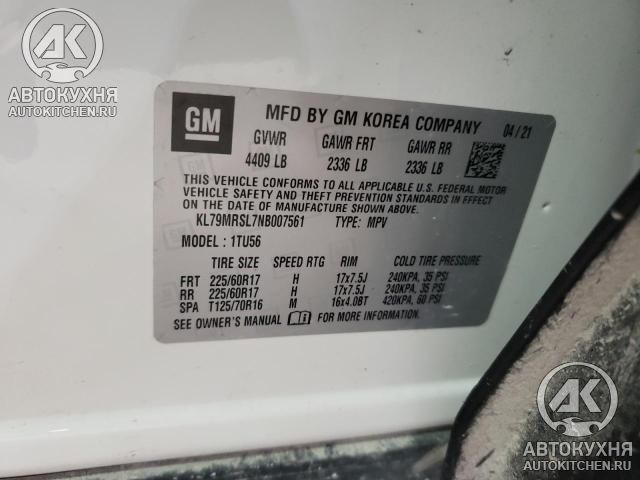 АК
АВТОКУХНЯ
AUTOKITCHEN.RU
GM
MFD BY GM KOREA COMPANY 04 / 21
GVWR GAWR FRT GAWR RR
4409 LB 2336 LB 2336 LB
THIS VEHICLE CONFORMS TO ALL APPLICABLE U.S. FEDERAL MOTOR
VEHICLE SAFETY AND THEFT PREVENTION STANDARDS IN EFFECT
ON THE DATE OF MANUFACTURE SHOWN ABOVE.
KL79MRSL7NB007561 TYPE: MPV
MODEL : 1TU56
TIRE SIZE SPEED RTG RIM COLD TIRE PRESSURE
FRT 225/60R17 H 17x7.5J 240KPA, 35 PSI
RR 225/60R17 H 17x7.5J 240KPA, 35 PSI
SPA T125/70R16 M 16x4.0BT 420KPA, 60 PSI
SEE OWNER'S MANUAL FOR MORE INFORMATION.
АК
АВТОКУХНЯ
AUTOKITCHEN.RU